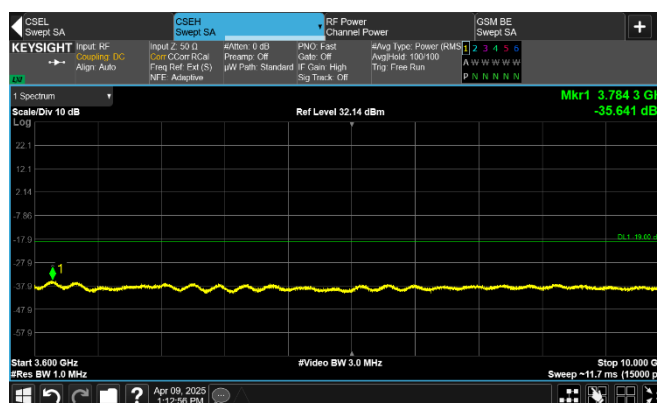 CSEL
Swept SA
CSEH
Swept SA
RF Power
Channel Power
GSM BE
Swept SA
+
KEYSIGHT
Input: RF
Coupling: DC
Align: Auto
Input Z: 50 Ω
Corr CCorr RCal
Freq Ref: Ext (S)
NFE: Adaptive
#Atten: 0 dB
Preamp: Off
µW Path: Standard
PNO: Fast
Gate: Off
IF Gain: High
Sig Track: Off
#Avg Type: Power (RMS
Avg|Hold: 100/100
Trig: Free Run
1 2 3 4 5 6
A W W W W W
P N N N N N
1 Spectrum
Scale/Div 10 dB
Ref Level 32.14 dBm
Mkr1 3.784 3 GH
-35.641 dB
Log
22.1
12.1
2.14
-7.86
-17.9
DL1 -19.00 d
-27.9
1
-37.9
-47.9
-57.9
Start 3.600 GHz
#Video BW 3.0 MHz
Stop 10.000 G
#Res BW 1.0 MHz
Sweep ~11.7 ms (15000 p
?
Apr 09, 2025
1:12:56 PM